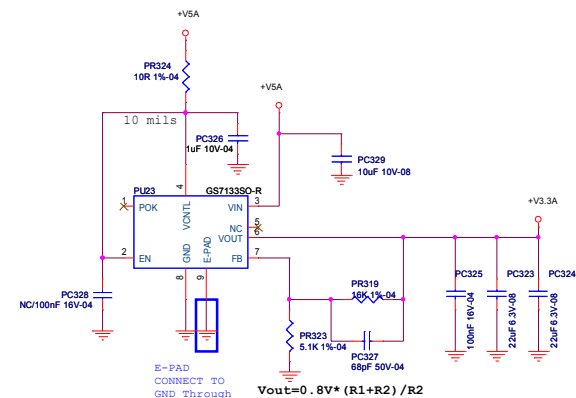 +V5A
PR324
10R 1%-04
+V5A
10 mils
PC326
1uF 10V-04
PC329
10uF 10V-08
PU23
GS7133SO-R
4
1
POK
VCNTL
VIN
3
NC
5
VOUT
6
2
EN
GND
E-PAD
FB
7
8
9
+V3.3A
PC328
NC/100nF 16V-04
PR319
16K 1%-04
PC325
PC323
PC324
100nF 16V-04
22uF 6.3V-08
22uF 6.3V-08
PR323
5.1K 1%-04
PC327
68pF 50V-04
E-PAD
CONNECT TO
GND Through
Vout=0.8V*(R1+R2)/R2